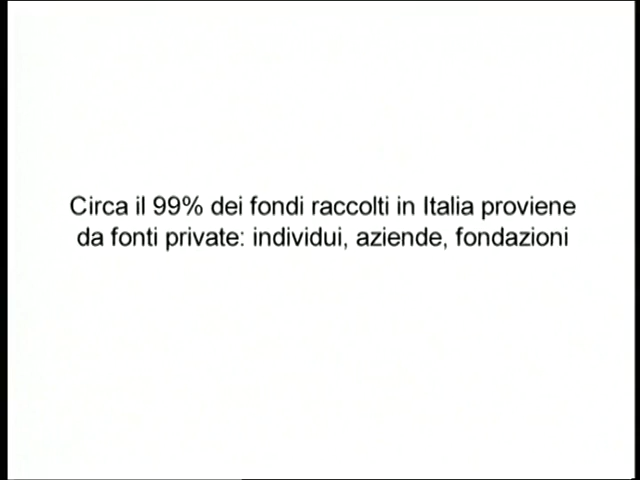 Circa il 99% dei fondi raccolti in Italia proviene
da fonti private: individui, aziende, fondazioni